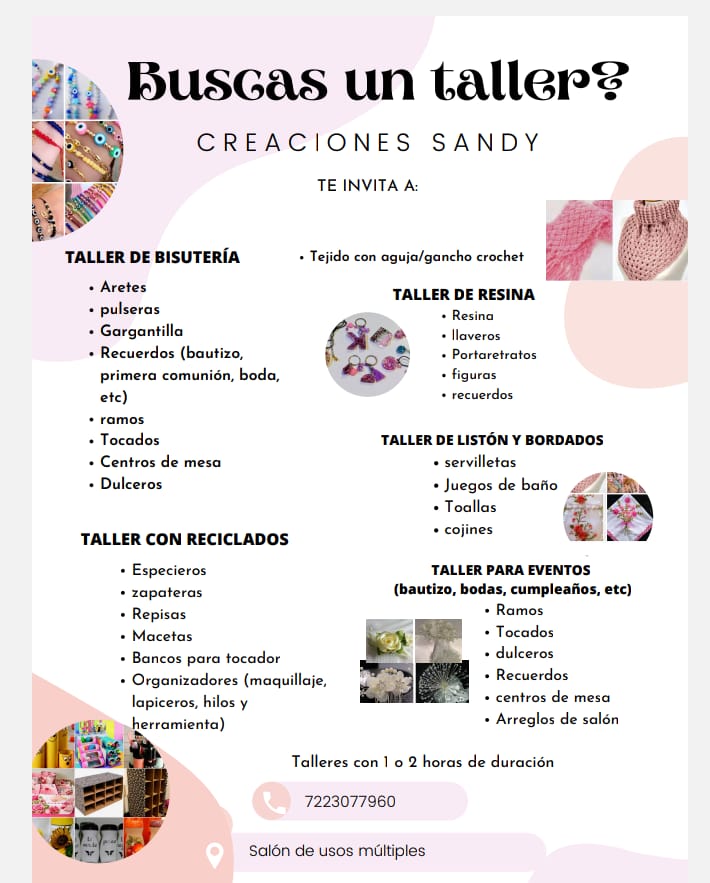 Buscas un taller?
CREACIONES SANDY
TE INVITA A:
TALLER DE BISUTERÍA
• Aretes
• pulseras
• Gargantilla
• Recuerdos (bautizo,
primera comunión, boda,
etc)
• ramos
• Tocados
• Centros de mesa
• Dulceros
• Tejido con aguja/gancho crochet
TALLER DE RESINA
• Resina
• llaveros
• Portaretratos
• figuras
• recuerdos
TALLER DE LISTÓN Y BORDADOS
• servilletas
• Juegos de baño
• Toallas
• cojines
TALLER CON RECICLADOS
• Especieros
• zapateras
• Repisas
• Macetas
• Bancos para tocador
• Organizadores (maquillaje,
lapiceros, hilos y
herramienta)
TALLER PARA EVENTOS
(bautizo, bodas, cumpleaños, etc)
• Ramos
• Tocados
• dulceros
• Recuerdos
• centros de mesa
• Arreglos de salón
Talleres con 1 o 2 horas de duración
7223077960
Salón de usos múltiples